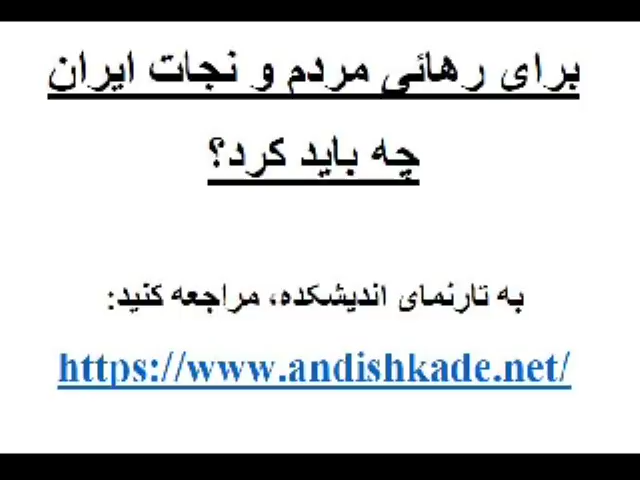 برای رهائی مردم و نجات ایران
چه باید کرد؟
به تارنمای اندیشکده، مراجعه کنید:
https://www.andishkade.net/